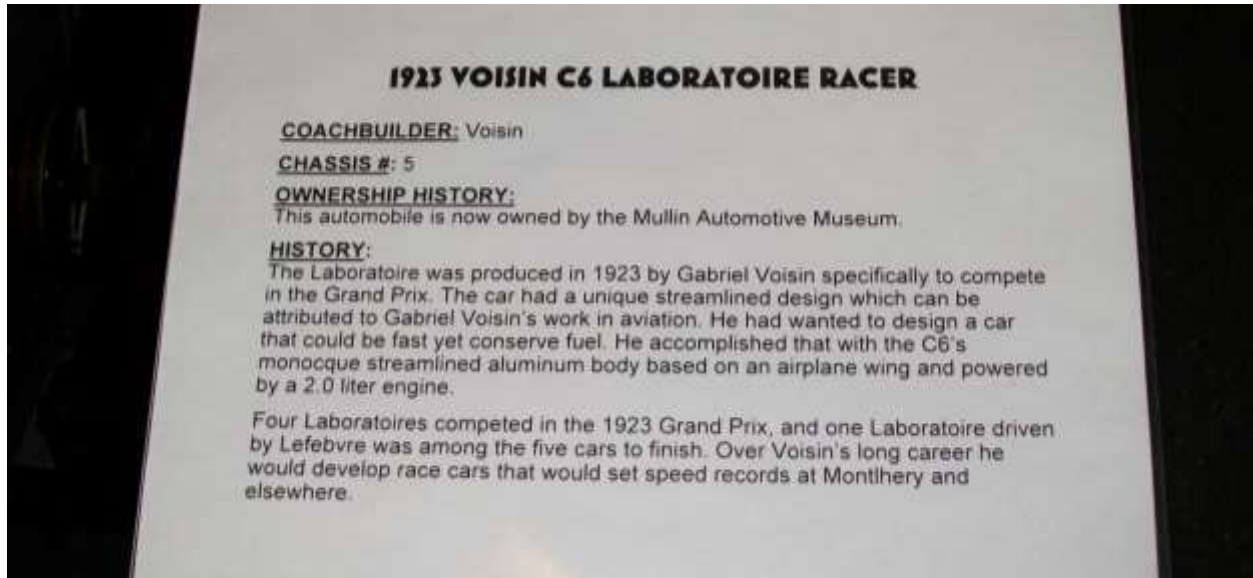 1923 VOISIN C6 LABORATOIRE RACER
COACHBUILDER: Voisin
CHASSIS #: 5
OWNERSHIP HISTORY:
This automobile is now owned by the Mullin Automotive Museum.
HISTORY:
The Laboratoire was produced in 1923 by Gabriel Voisin specifically to compete
in the Grand Prix. The car had a unique streamlined design which can be
attributed to Gabriel Voisin's work in aviation. He had wanted to design a car
that could be fast yet conserve fuel. He accomplished that with the C6's
monocque streamlined aluminum body based on an airplane wing and powered
by a 2.0 liter engine.
Four Laboratoires competed in the 1923 Grand Prix, and one Laboratoire driven
by Lefebvre was among the five cars to finish. Over Voisin's long career he
would develop race cars that would set speed records at Montlhery and
elsewhere.